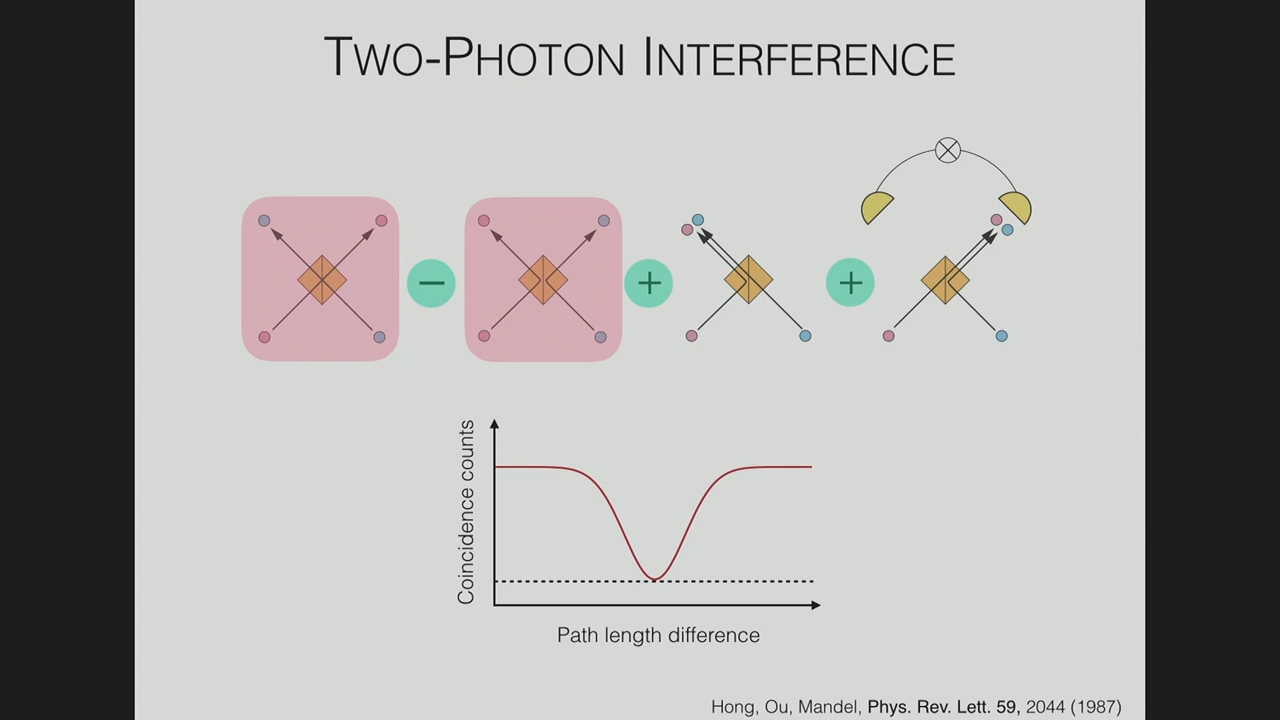 TWO-PHOTON INTERFERENCE
− + +
Coincidence counts
Path length difference
Hong, Ou, Mandel, Phys. Rev. Lett. 59, 2044 (1987)